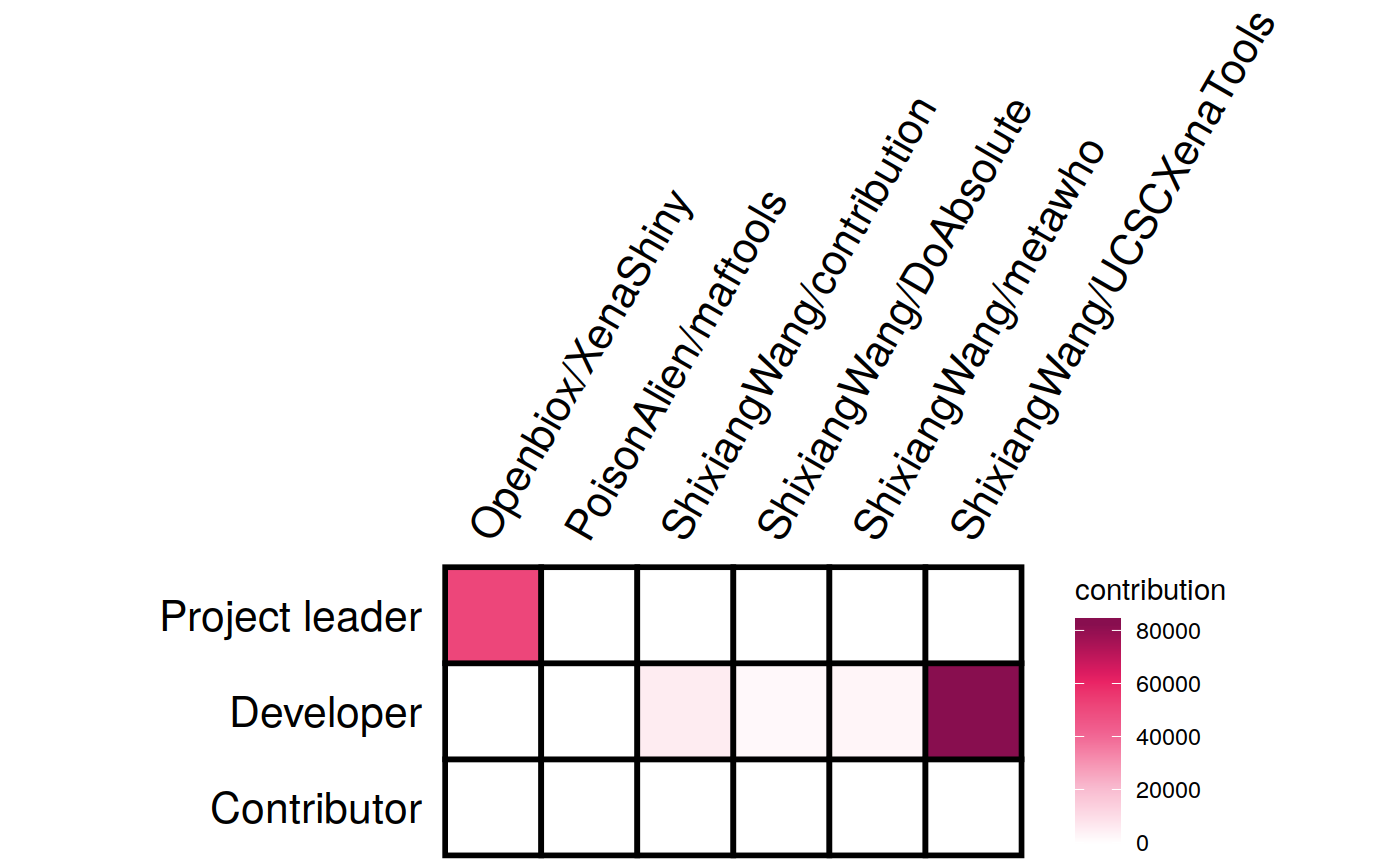 Openbiox/XenaShiny
PoisonAlien/maftools
ShixiangWang/contribution
ShixiangWang/DoAbsolute
ShixiangWang/metawho
ShixiangWang/UCSCXenaTools
Project leader
Developer
Contributor
contribution
80000
60000
40000
20000
0